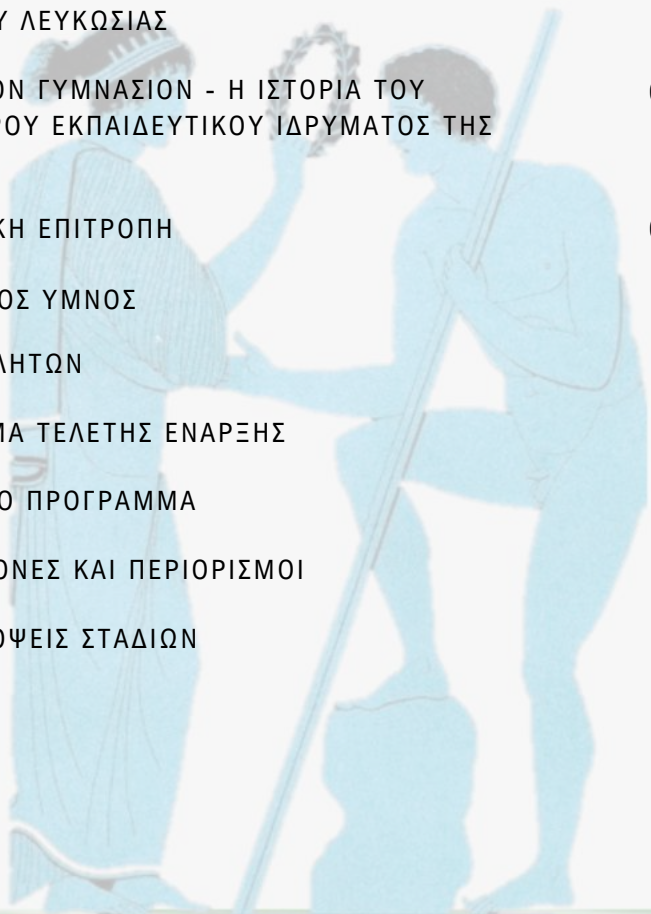 Υ ΛΕΥΚΩΣΙΑΣ
ΟΝ ΓΥΜΝΑΣΙΟΝ - Η ΙΣΤΟΡΙΑ ΤΟΥ
ΡΟΥ ΕΚΠΑΙΔΕΥΤΙΚΟΥ ΙΔΡΥΜΑΤΟΣ ΤΗΣ
ΚΗ ΕΠΙΤΡΟΠΗ
ΟΣ ΥΜΝΟΣ
ΛΗΤΩΝ
ΜΑ ΤΕΛΕΤΗΣ ΕΝΑΡΞΗΣ
Ο ΠΡΟΓΡΑΜΜΑ
ΟΝΕΣ ΚΑΙ ΠΕΡΙΟΡΙΣΜΟΙ
ΟΨΕΙΣ ΣΤΑΔΙΩΝ